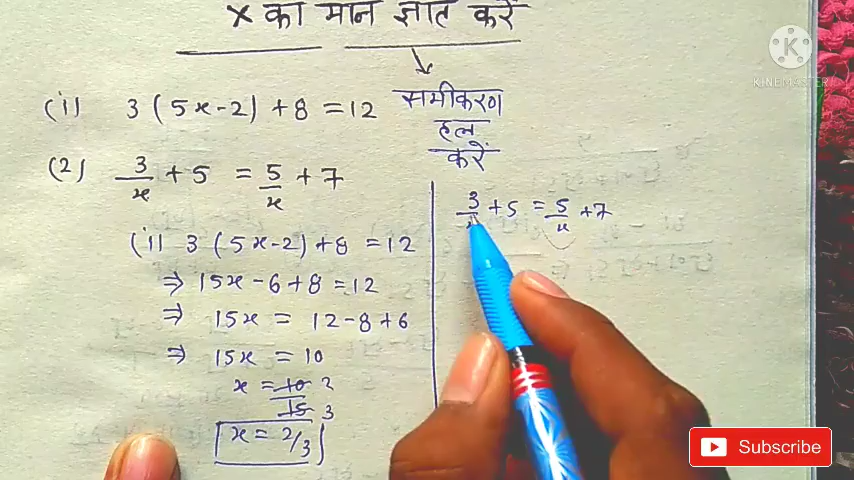 x का मान ज्ञात करें
समीकरण
हल
करें
(1) 3(5x-2)+8=12
(2) 3/x + 5 = 5/x + 7
(1) 3(5x-2)+8 = 12
⇒ 15x-6+8=12
⇒ 15x = 12-8+6
⇒ 15x = 10
x = 10/15 2 3
x = 2/3
3/x +5 = 5/x +7
KINEMASTER
Subscribe